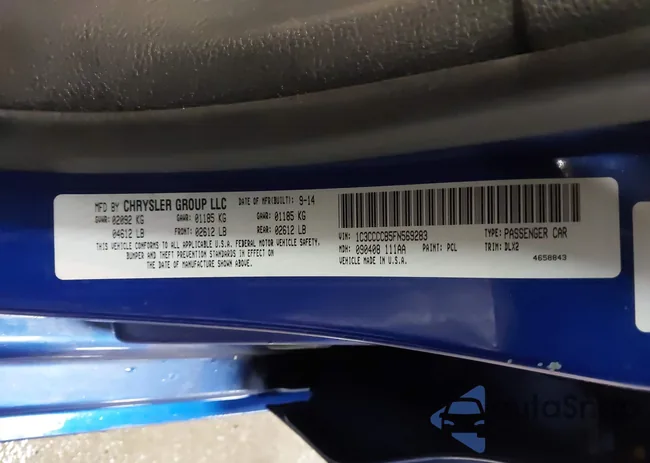 MFD BY CHRYSLER GROUP LLC DATE OF MFR(BUILT): 9-14
GVWR: 02092 KG GAWR: 01185 KG GAWR: 01185 KG
04612 LB FRONT: 02612 LB REAR: 02612 LB
THIS VEHICLE CONFORMS TO ALL APPLICABLE U.S.A. FEDERAL MOTOR VEHICLE SAFETY,
BUMPER AND THEFT PREVENTION STANDARDS IN EFFECT ON
THE DATE OF MANUFACTURE SHOWN ABOVE.
VIN: 1C3CCCCB5FN569283 TYPE: PASSENGER CAR
MDH: 090408 111AA PAINT: PCL TRIM: DLX2
VEHICLE MADE IN U.S.A. 4658843